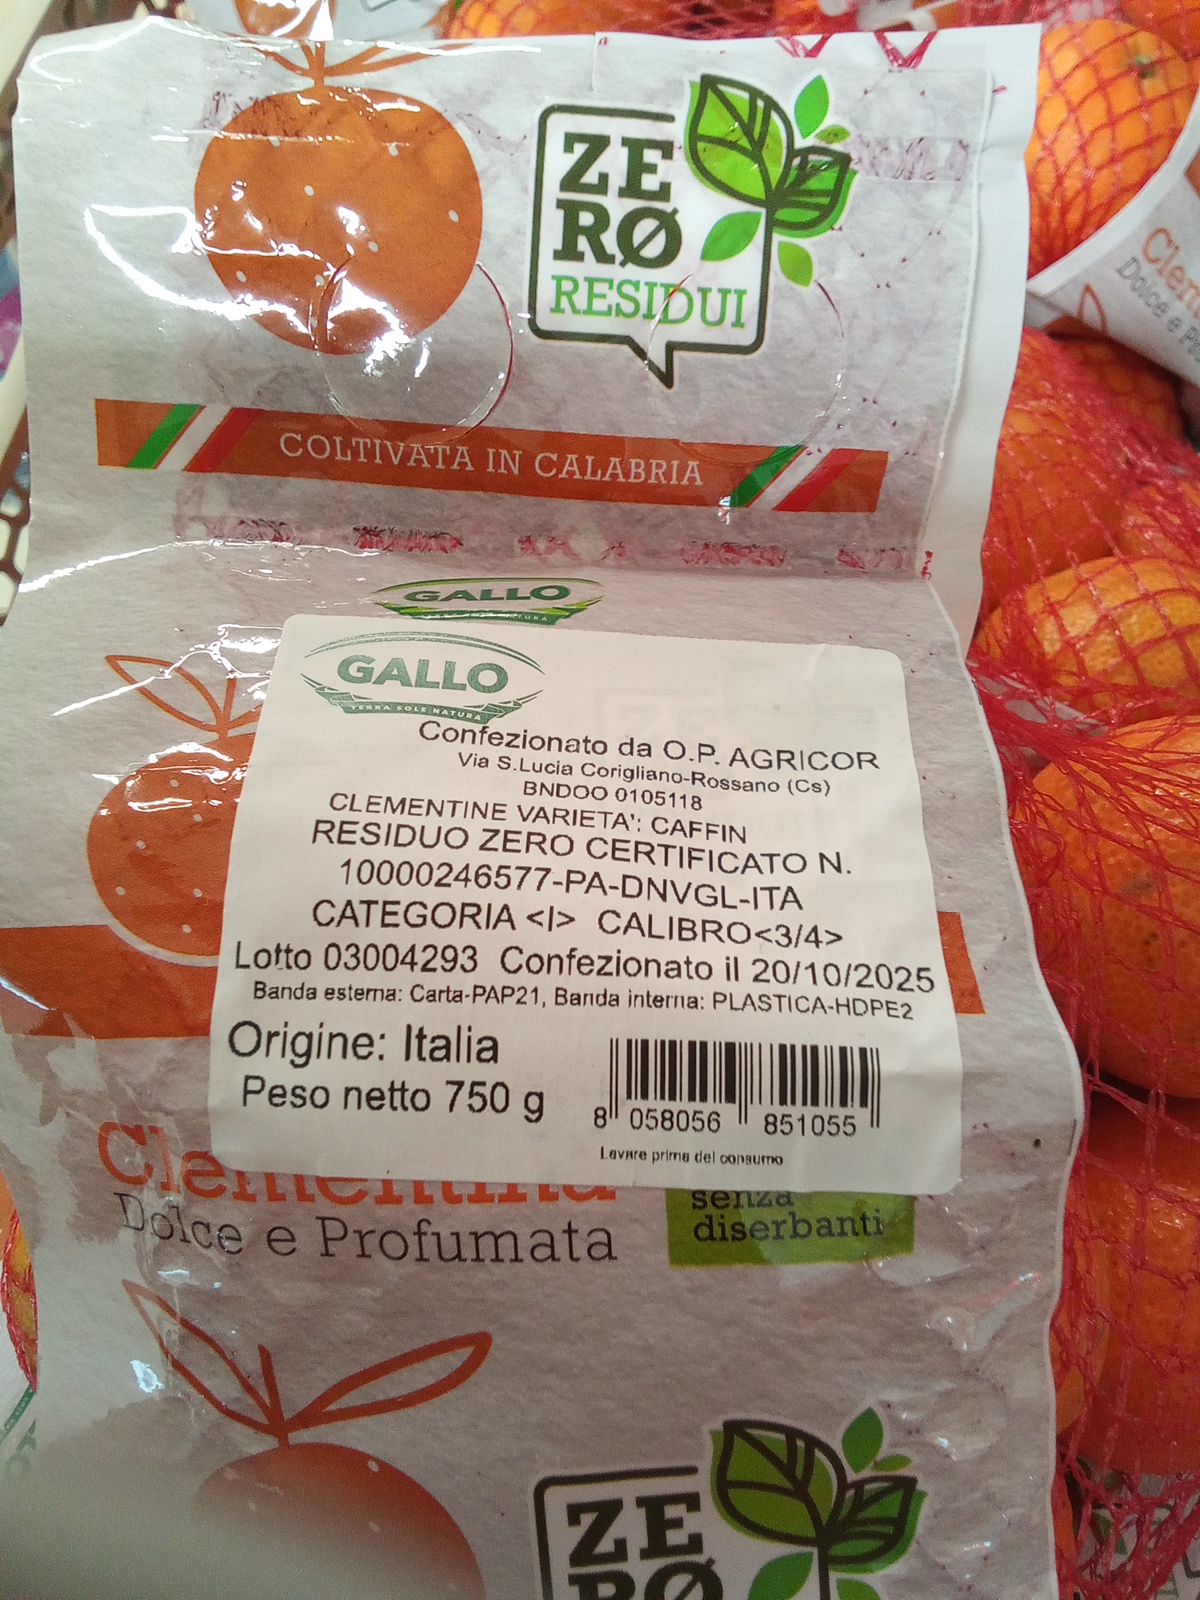 ZE
RØ
RESIDUI
COLTIVATA IN CALABRIA
GALLO
GALLO
TERRA SOLE NATURA
Confezionato da O.P. AGRICOR
Via S.Lucia Corigliano-Rossano (Cs)
BNDOO 0105118
CLEMENTINE VARIETA': CAFFIN
RESIDUO ZERO CERTIFICATO N.
10000246577-PA-DNVGL-ITA
CATEGORIA <I> CALIBRO<3/4>
Lotto 03004293 Confezionato il 20/10/2025
Banda esterna: Carta-PAP21, Banda interna: PLASTICA-HDPE2
Origine: Italia
Peso netto 750 g
8 058056 851055
Lavare prima del consumo
Clementina
Dolce e Profumata
senza
diserbanti
ZE
RØ
Dolce e